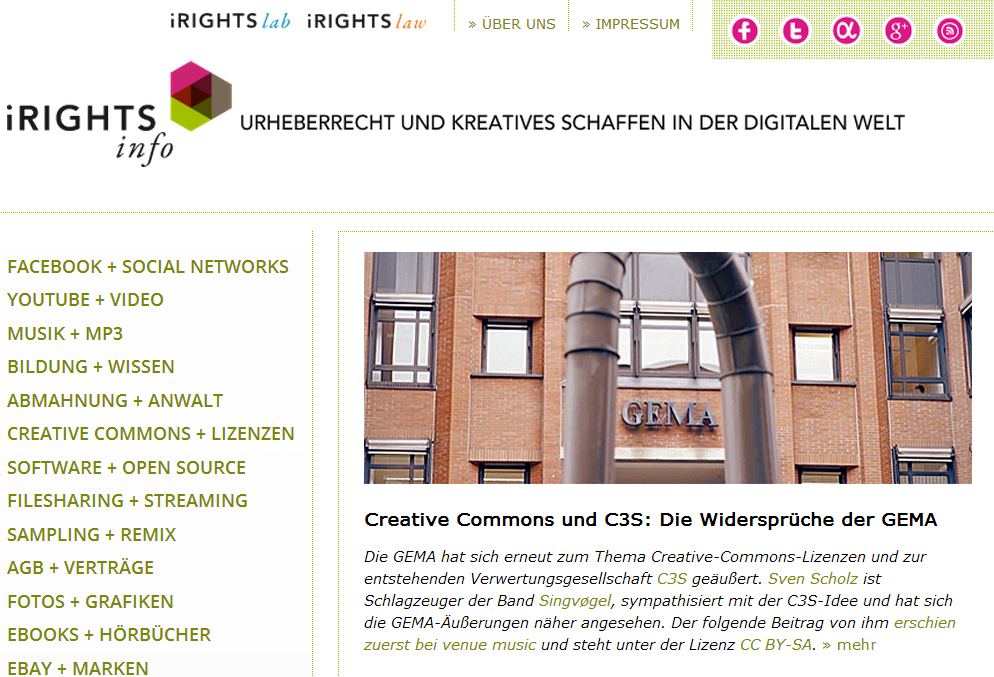 iRIGHTS lab iRIGHTS law » ÜBER UNS » IMPRESSUM
iRIGHTS info
URHEBERRECHT UND KREATIVES SCHAFFEN IN DER DIGITALEN WELT
FACEBOOK + SOCIAL NETWORKS
YOUTUBE + VIDEO
MUSIK + MP3
BILDUNG + WISSEN
ABMAHNUNG + ANWALT
CREATIVE COMMONS + LIZENZEN
SOFTWARE + OPEN SOURCE
FILESHARING + STREAMING
SAMPLING + REMIX
AGB + VERTRÄGE
FOTOS + GRAFIKEN
EBOOKS + HÖRBÜCHER
EBAY + MARKEN
GEMA
Creative Commons und C3S: Die Widersprüche der GEMA
Die GEMA hat sich erneut zum Thema Creative-Commons-Lizenzen und zur
entstehenden Verwertungsgesellschaft C3S geäußert. Sven Scholz ist
Schlagzeuger der Band Singvøgel, sympathisiert mit der C3S-Idee und hat sich
die GEMA-Äußerungen näher angesehen. Der folgende Beitrag von ihm erschien
zuerst bei venue music und steht unter der Lizenz CC BY-SA. » mehr